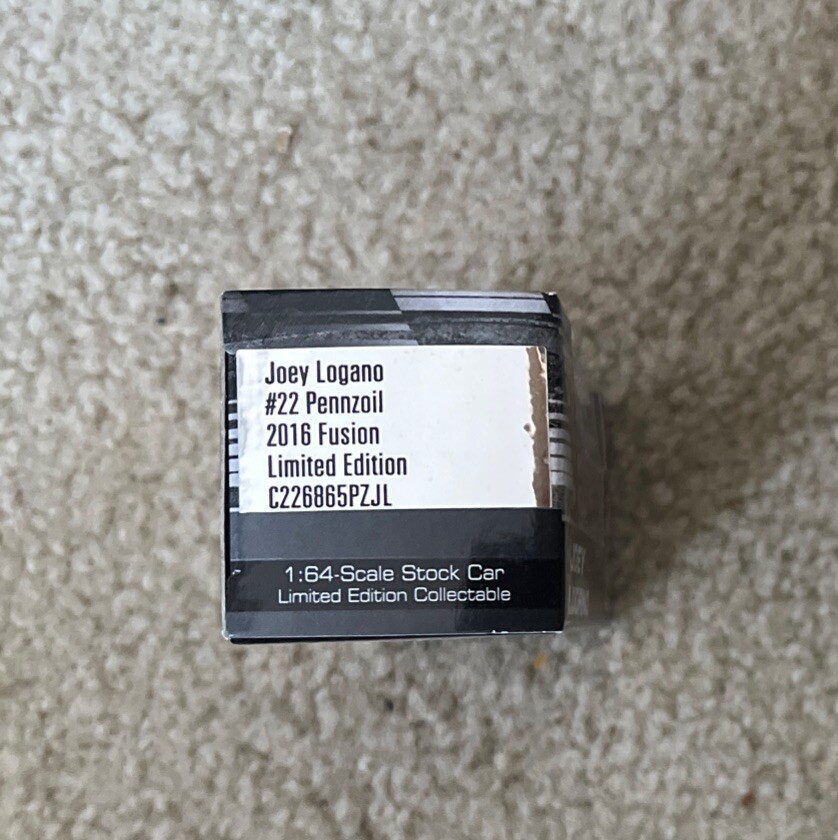 Joey Logano
#22 Pennzoil
2016 Fusion
Limited Edition
C226865PZJL
1:64-Scale Stock Car
Limited Edition Collectable